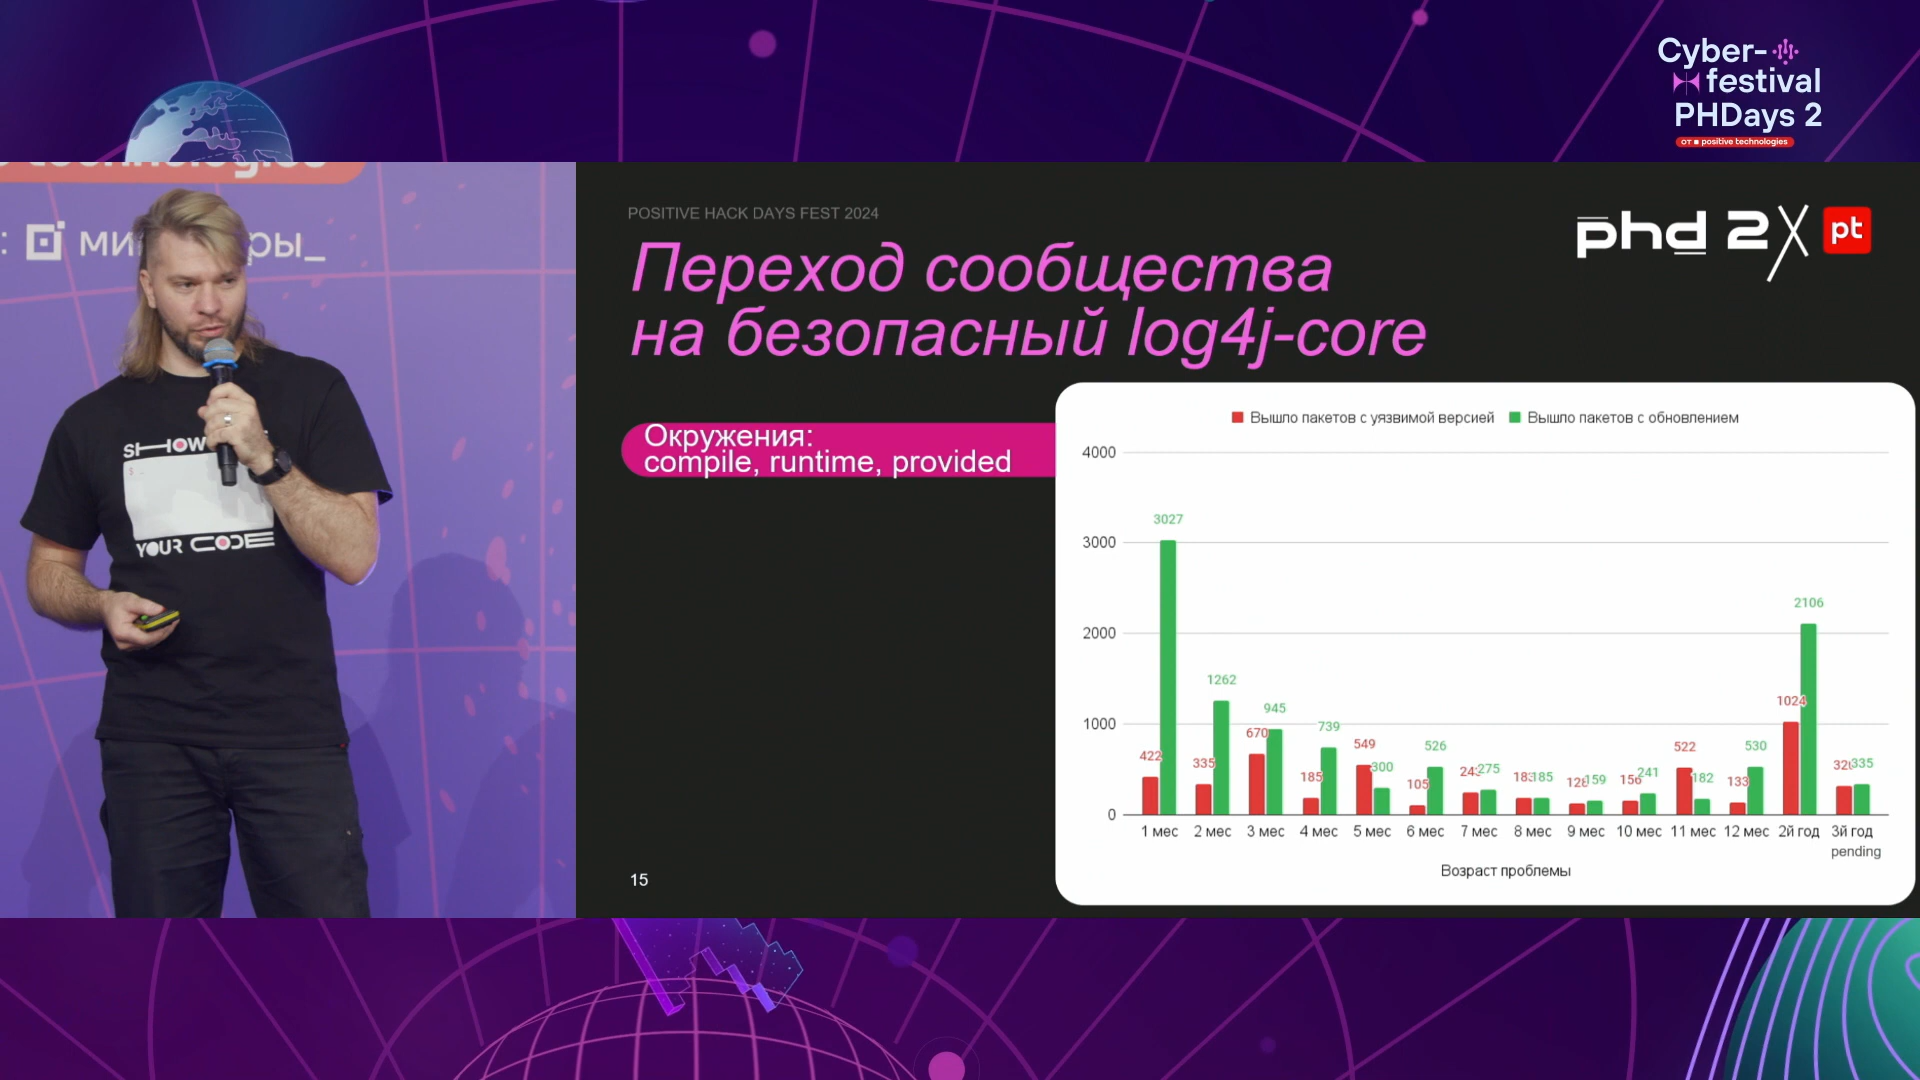 Cyber-
festival
PHDays 2
от positive technologies
technologies
SHOW
$ _
YOUR CODE
POSITIVE HACK DAYS FEST 2024
phd 2
pt
Переход сообщества
на безопасный log4j-core
Окружения:
compile, runtime, provided
Вышло пакетов с уязвимой версией Вышло пакетов с обновлением
4000
3000
2000
1000
0
422 3027
335 1262
670 945
185 739
549 300
105 526
275
185
159
156 241
522 182
133 530
1024 2106
335
1 мес 2 мес 3 мес 4 мес 5 мес 6 мес 7 мес 8 мес 9 мес 10 мес 11 мес 12 мес 2й год 3й год
pending
Возраст проблемы
15